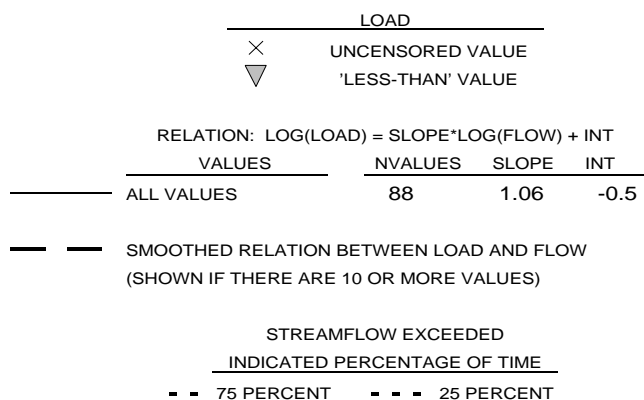 LOAD
UNCENSORED VALUE
'LESS-THAN' VALUE
RELATION: LOG(LOAD) = SLOPE*LOG(FLOW) + INT
VALUES NVALUES SLOPE INT
ALL VALUES 88 1.06 -0.5
SMOOTHED RELATION BETWEEN LOAD AND FLOW
(SHOWN IF THERE ARE 10 OR MORE VALUES)
STREAMFLOW EXCEEDED
INDICATED PERCENTAGE OF TIME
75 PERCENT 25 PERCENT